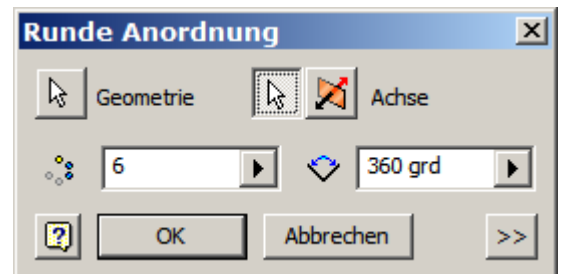 Runde Anordnung
Geometrie Achse
6 360 grd
OK Abbrechen >>